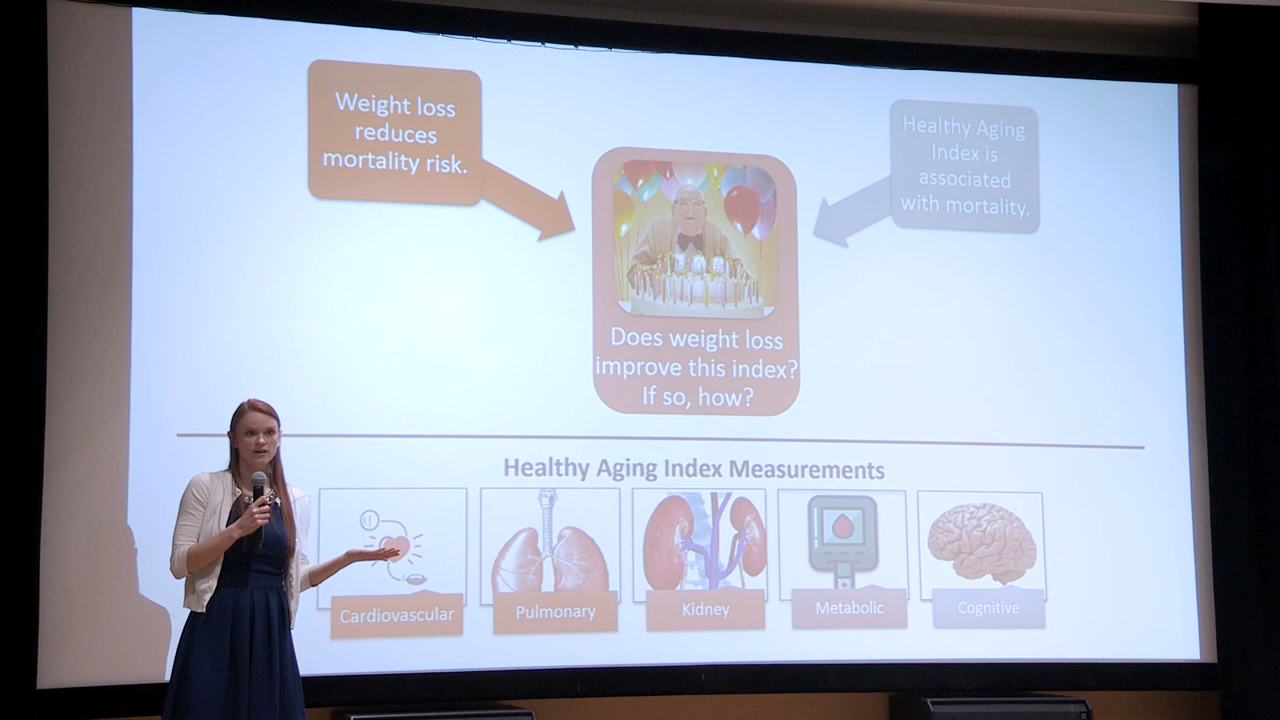 Weight loss
reduces
mortality risk.
Healthy Aging
Index is
associated
with mortality.
Does weight loss
improve this index?
If so, how?
Healthy Aging Index Measurements
Cardiovascular
Pulmonary
Kidney
Metabolic
Cognitive